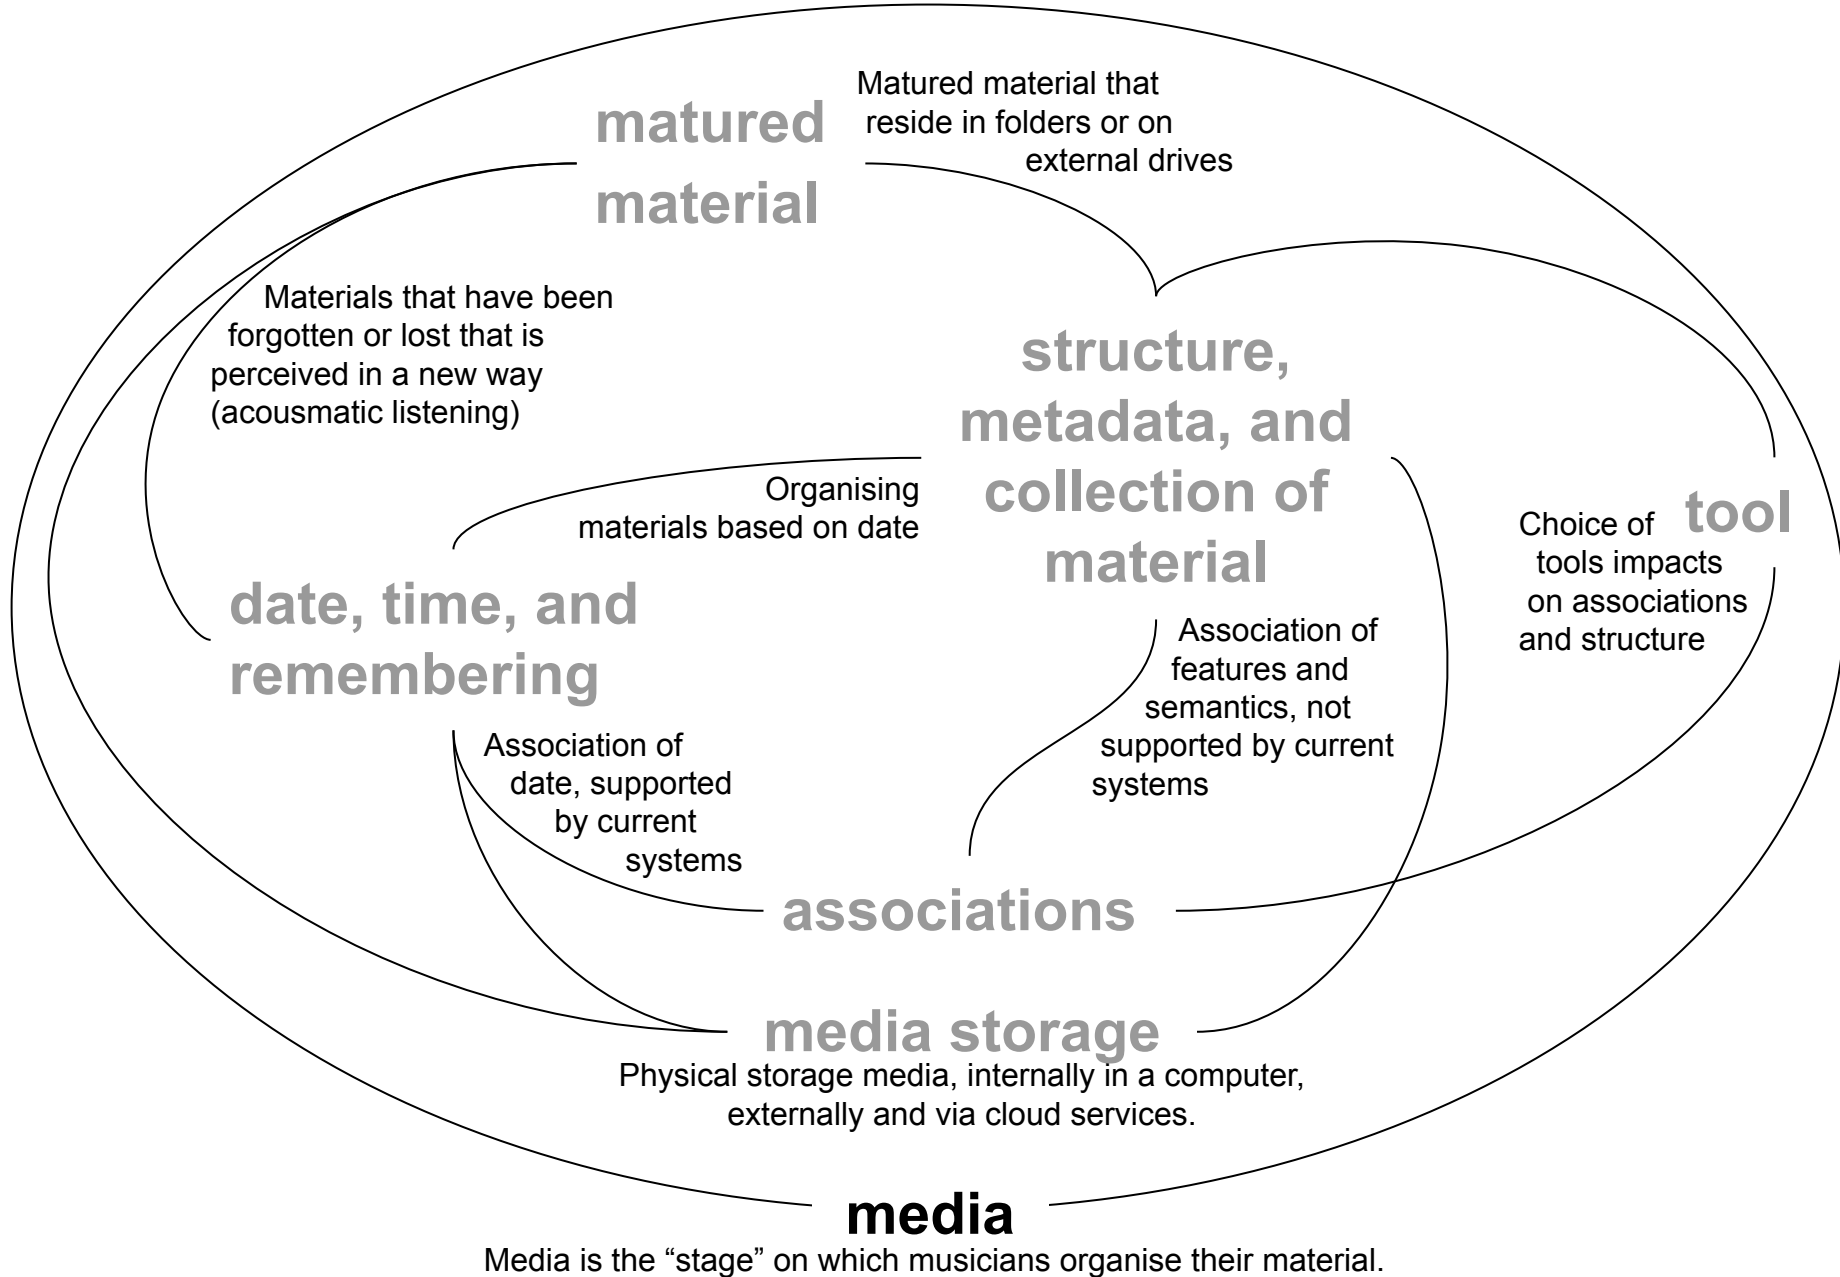 matured
material
Matured material that
reside in folders or on
external drives
Materials that have been
forgotten or lost that is
perceived in a new way
(acousmatic listening)
structure,
metadata, and
collection of
material
Organising
materials based on date
tool
Choice of
tools impacts
on associations
and structure
date, time, and
remembering
Association of
features and
semantics, not
supported by current
systems
Association of
date, supported
by current
systems
associations
media storage
Physical storage media, internally in a computer,
externally and via cloud services.
media
Media is the “stage” on which musicians organise their material.